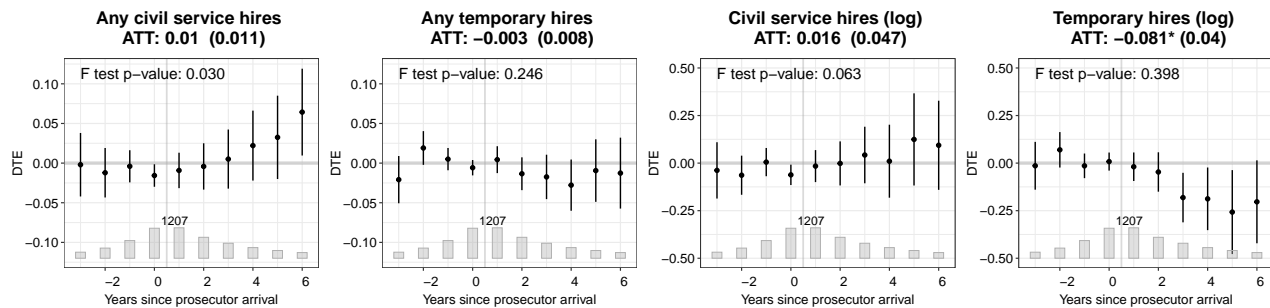 Any civil service hires
ATT: 0.01 (0.011)
F test p−value: 0.030
0.10
0.05
0.00
−0.05
−0.10
DTE
1207
−2 0 2 4 6
Years since prosecutor arrival
Any temporary hires
ATT: −0.003 (0.008)
F test p−value: 0.246
0.10
0.05
0.00
−0.05
−0.10
DTE
1207
−2 0 2 4 6
Years since prosecutor arrival
Civil service hires (log)
ATT: 0.016 (0.047)
F test p−value: 0.063
0.50
0.25
0.00
−0.25
−0.50
DTE
1207
−2 0 2 4 6
Years since prosecutor arrival
Temporary hires (log)
ATT: −0.081* (0.04)
F test p−value: 0.398
0.50
0.25
0.00
−0.25
−0.50
DTE
1207
−2 0 2 4 6
Years since prosecutor arrival